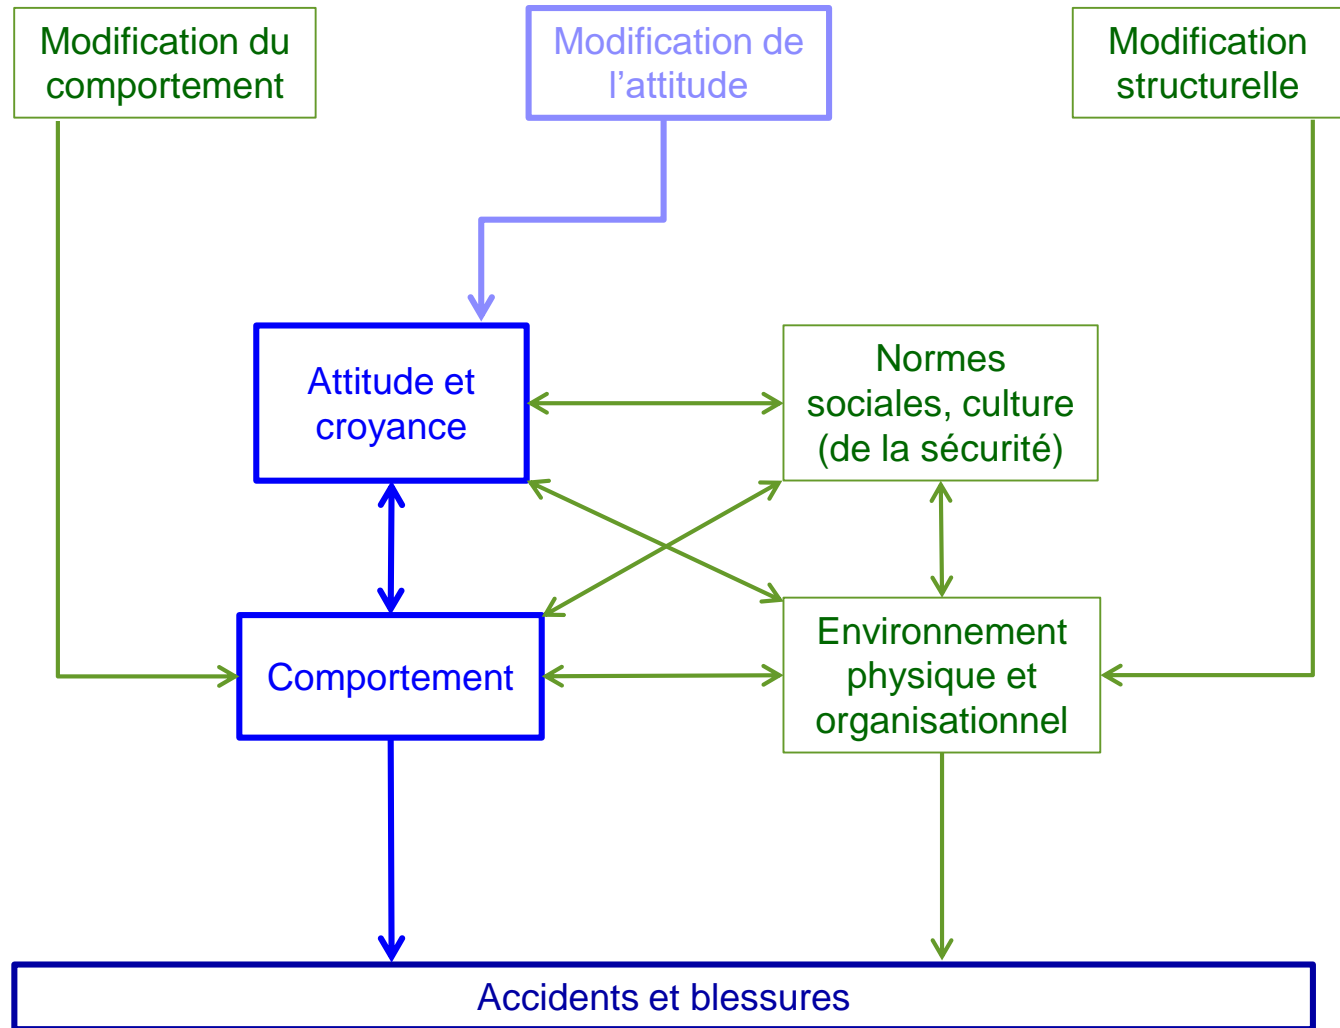 Modification du
comportement
Modification de
l’attitude
Modification
structurelle
Attitude et
croyance
Normes
sociales, culture
(de la sécurité)
Comportement
Environnement
physique et
organisationnel
Accidents et blessures